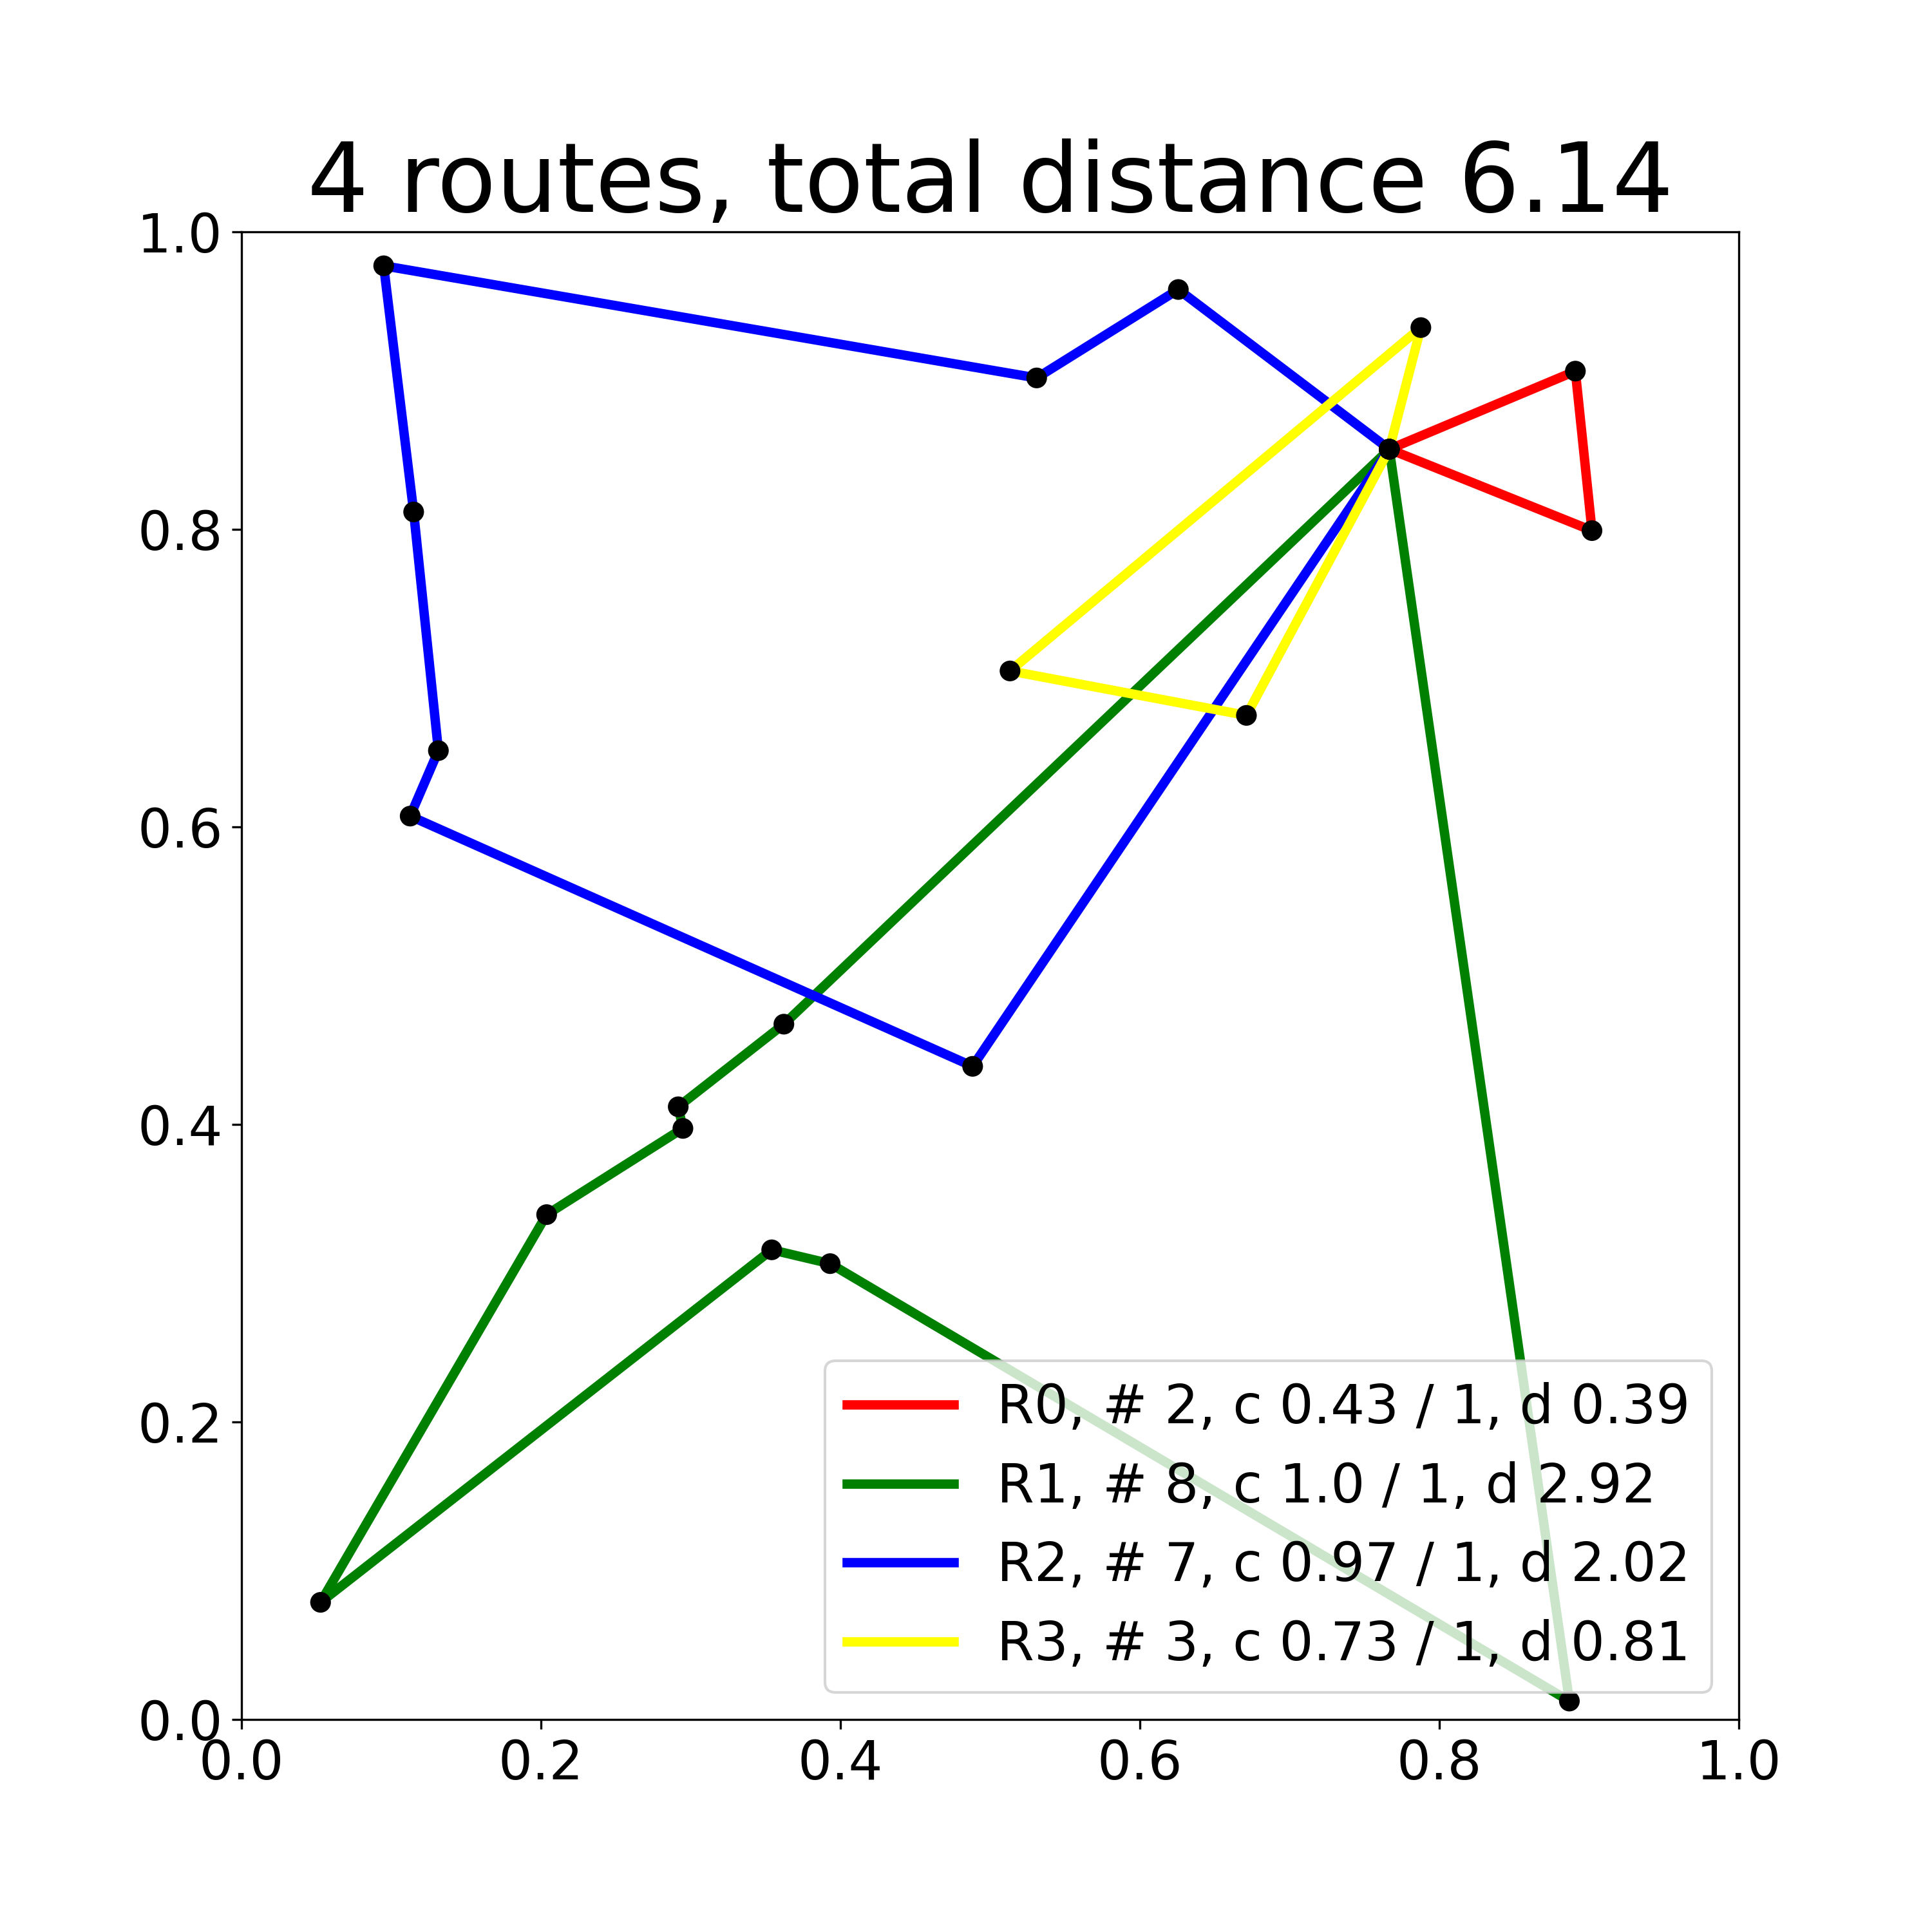 4 routes, total distance 6.14
1.0
0.8
0.6
0.4
0.2
0.0
0.0 0.2 0.4 0.6 0.8 1.0
R0, # 2, c 0.43 / 1, d 0.39
R1, # 8, c 1.0 / 1, d 2.92
R2, # 7, c 0.97 / 1, d 2.02
R3, # 3, c 0.73 / 1, d 0.81